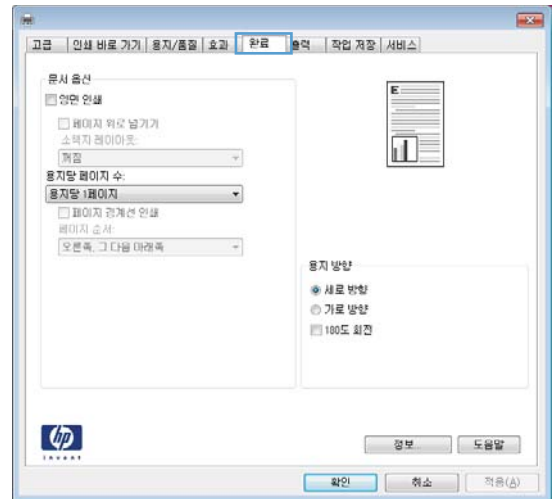 고급 인쇄 바로 가기 용지/품질 효과 완료 출력 작업 저장 서비스
문서 옵션
양면 인쇄
페이지 위로 넘기기
소책자 레이아웃:
꺼짐
용지당 페이지 수:
용지당 1페이지
페이지 경계선 인쇄
페이지 순서:
오른쪽, 그 다음 아래쪽
E
용지 방향
세로 방향
가로 방향
180도 회전
hp
invent
정보...
도움말
확인
취소
적용(A)